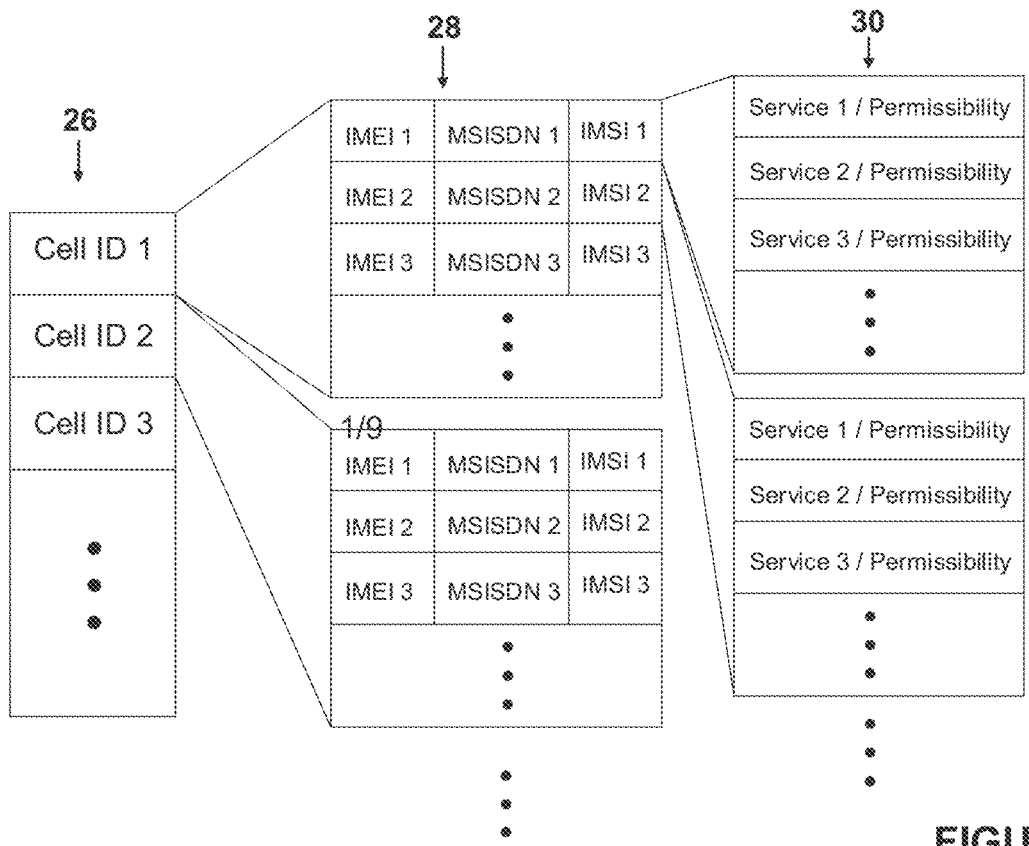 28
30
26
Cell ID 1
Cell ID 2
Cell ID 3
IMEI 1 MSISDN 1 IMSI 1
IMEI 2 MSISDN 2 IMSI 2
IMEI 3 MSISDN 3 IMSI 3
1/9
IMEI 1 MSISDN 1 IMSI 1
IMEI 2 MSISDN 2 IMSI 2
IMEI 3 MSISDN 3 IMSI 3
Service 1 / Permissibility
Service 2 / Permissibility
Service 3 / Permissibility
Service 1 / Permissibility
Service 2 / Permissibility
Service 3 / Permissibility